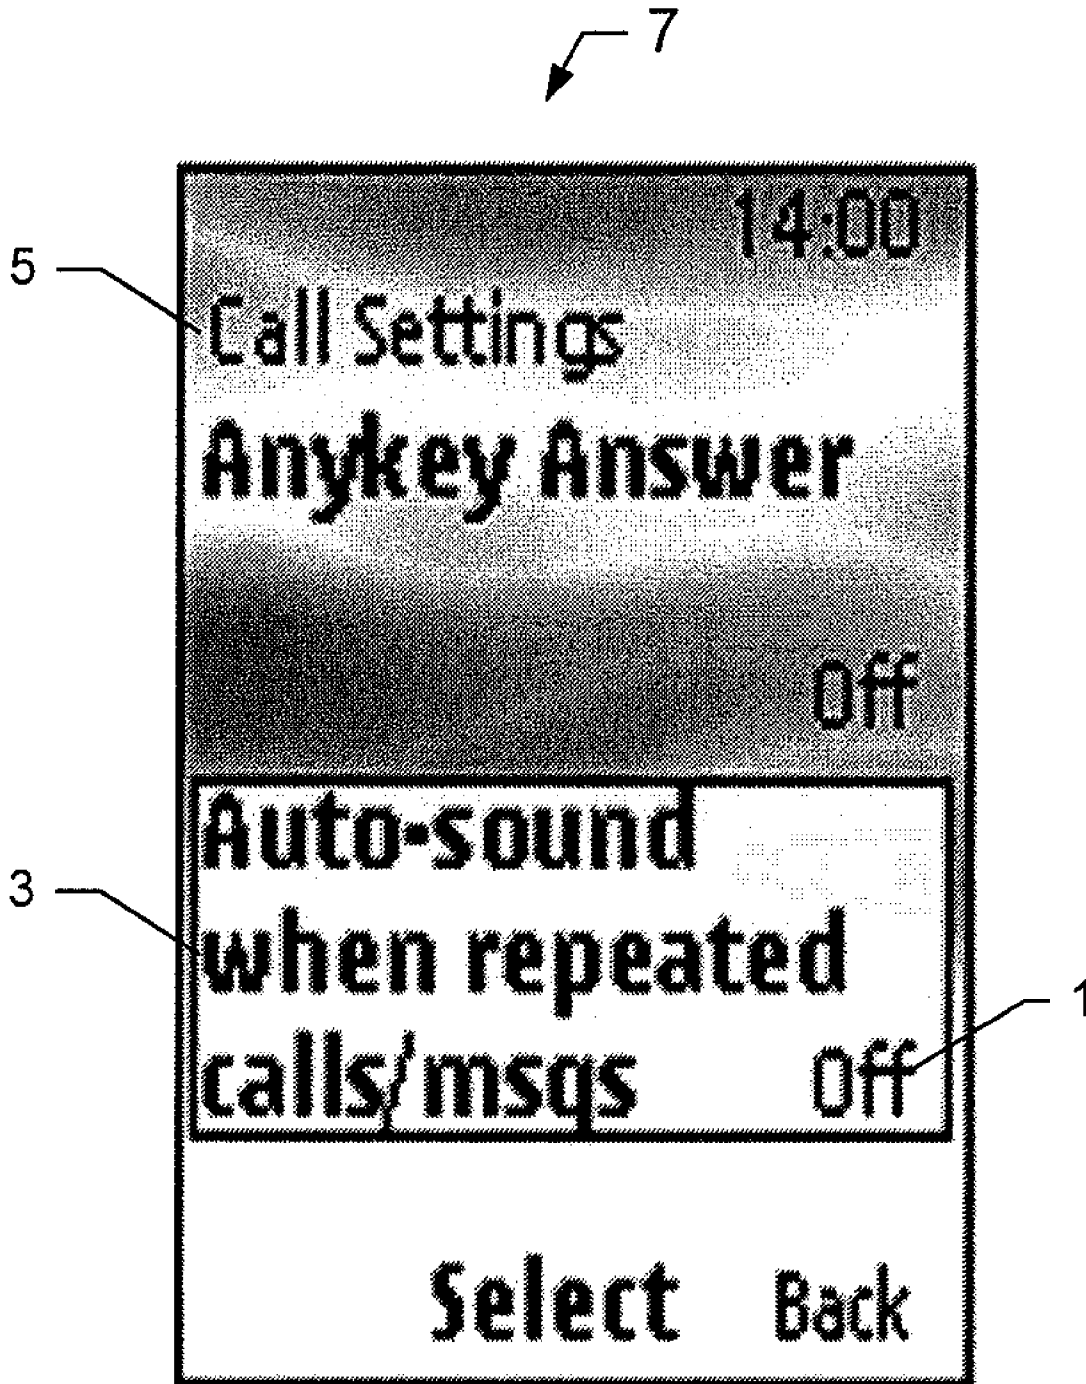 7
14:00
5
Call Settings
Anykey Answer
Off
Auto-sound
3
when repeated
1
calls/msgs Off
Select Back